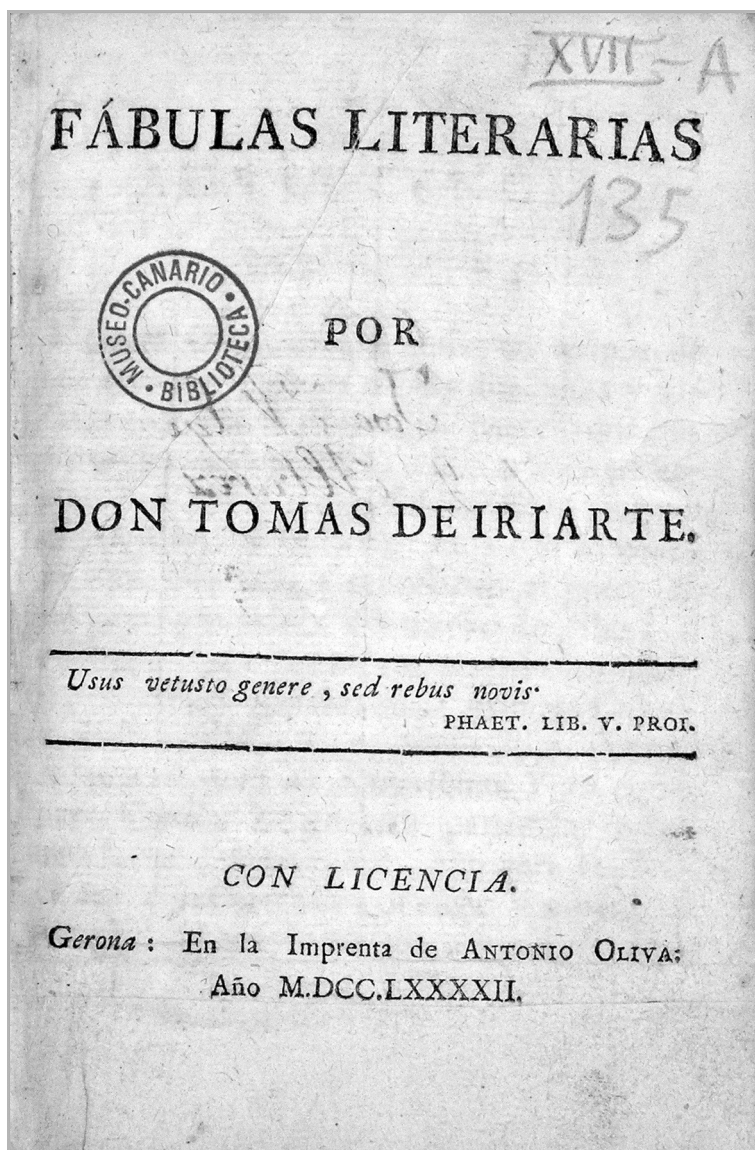 XVII-A
FÁBULAS LITERARIAS
135
MUSEO-CANARIO • BIBLIOTECA •
POR
DON TOMAS DE IRIARTE.
Usus vetusto genere, sed rebus novis.
PHAET. LIB. V. PROI.
CON LICENCIA.
Gerona: En la Imprenta de ANTONIO OLIVA:
Año M.DCC.LXXXXII.